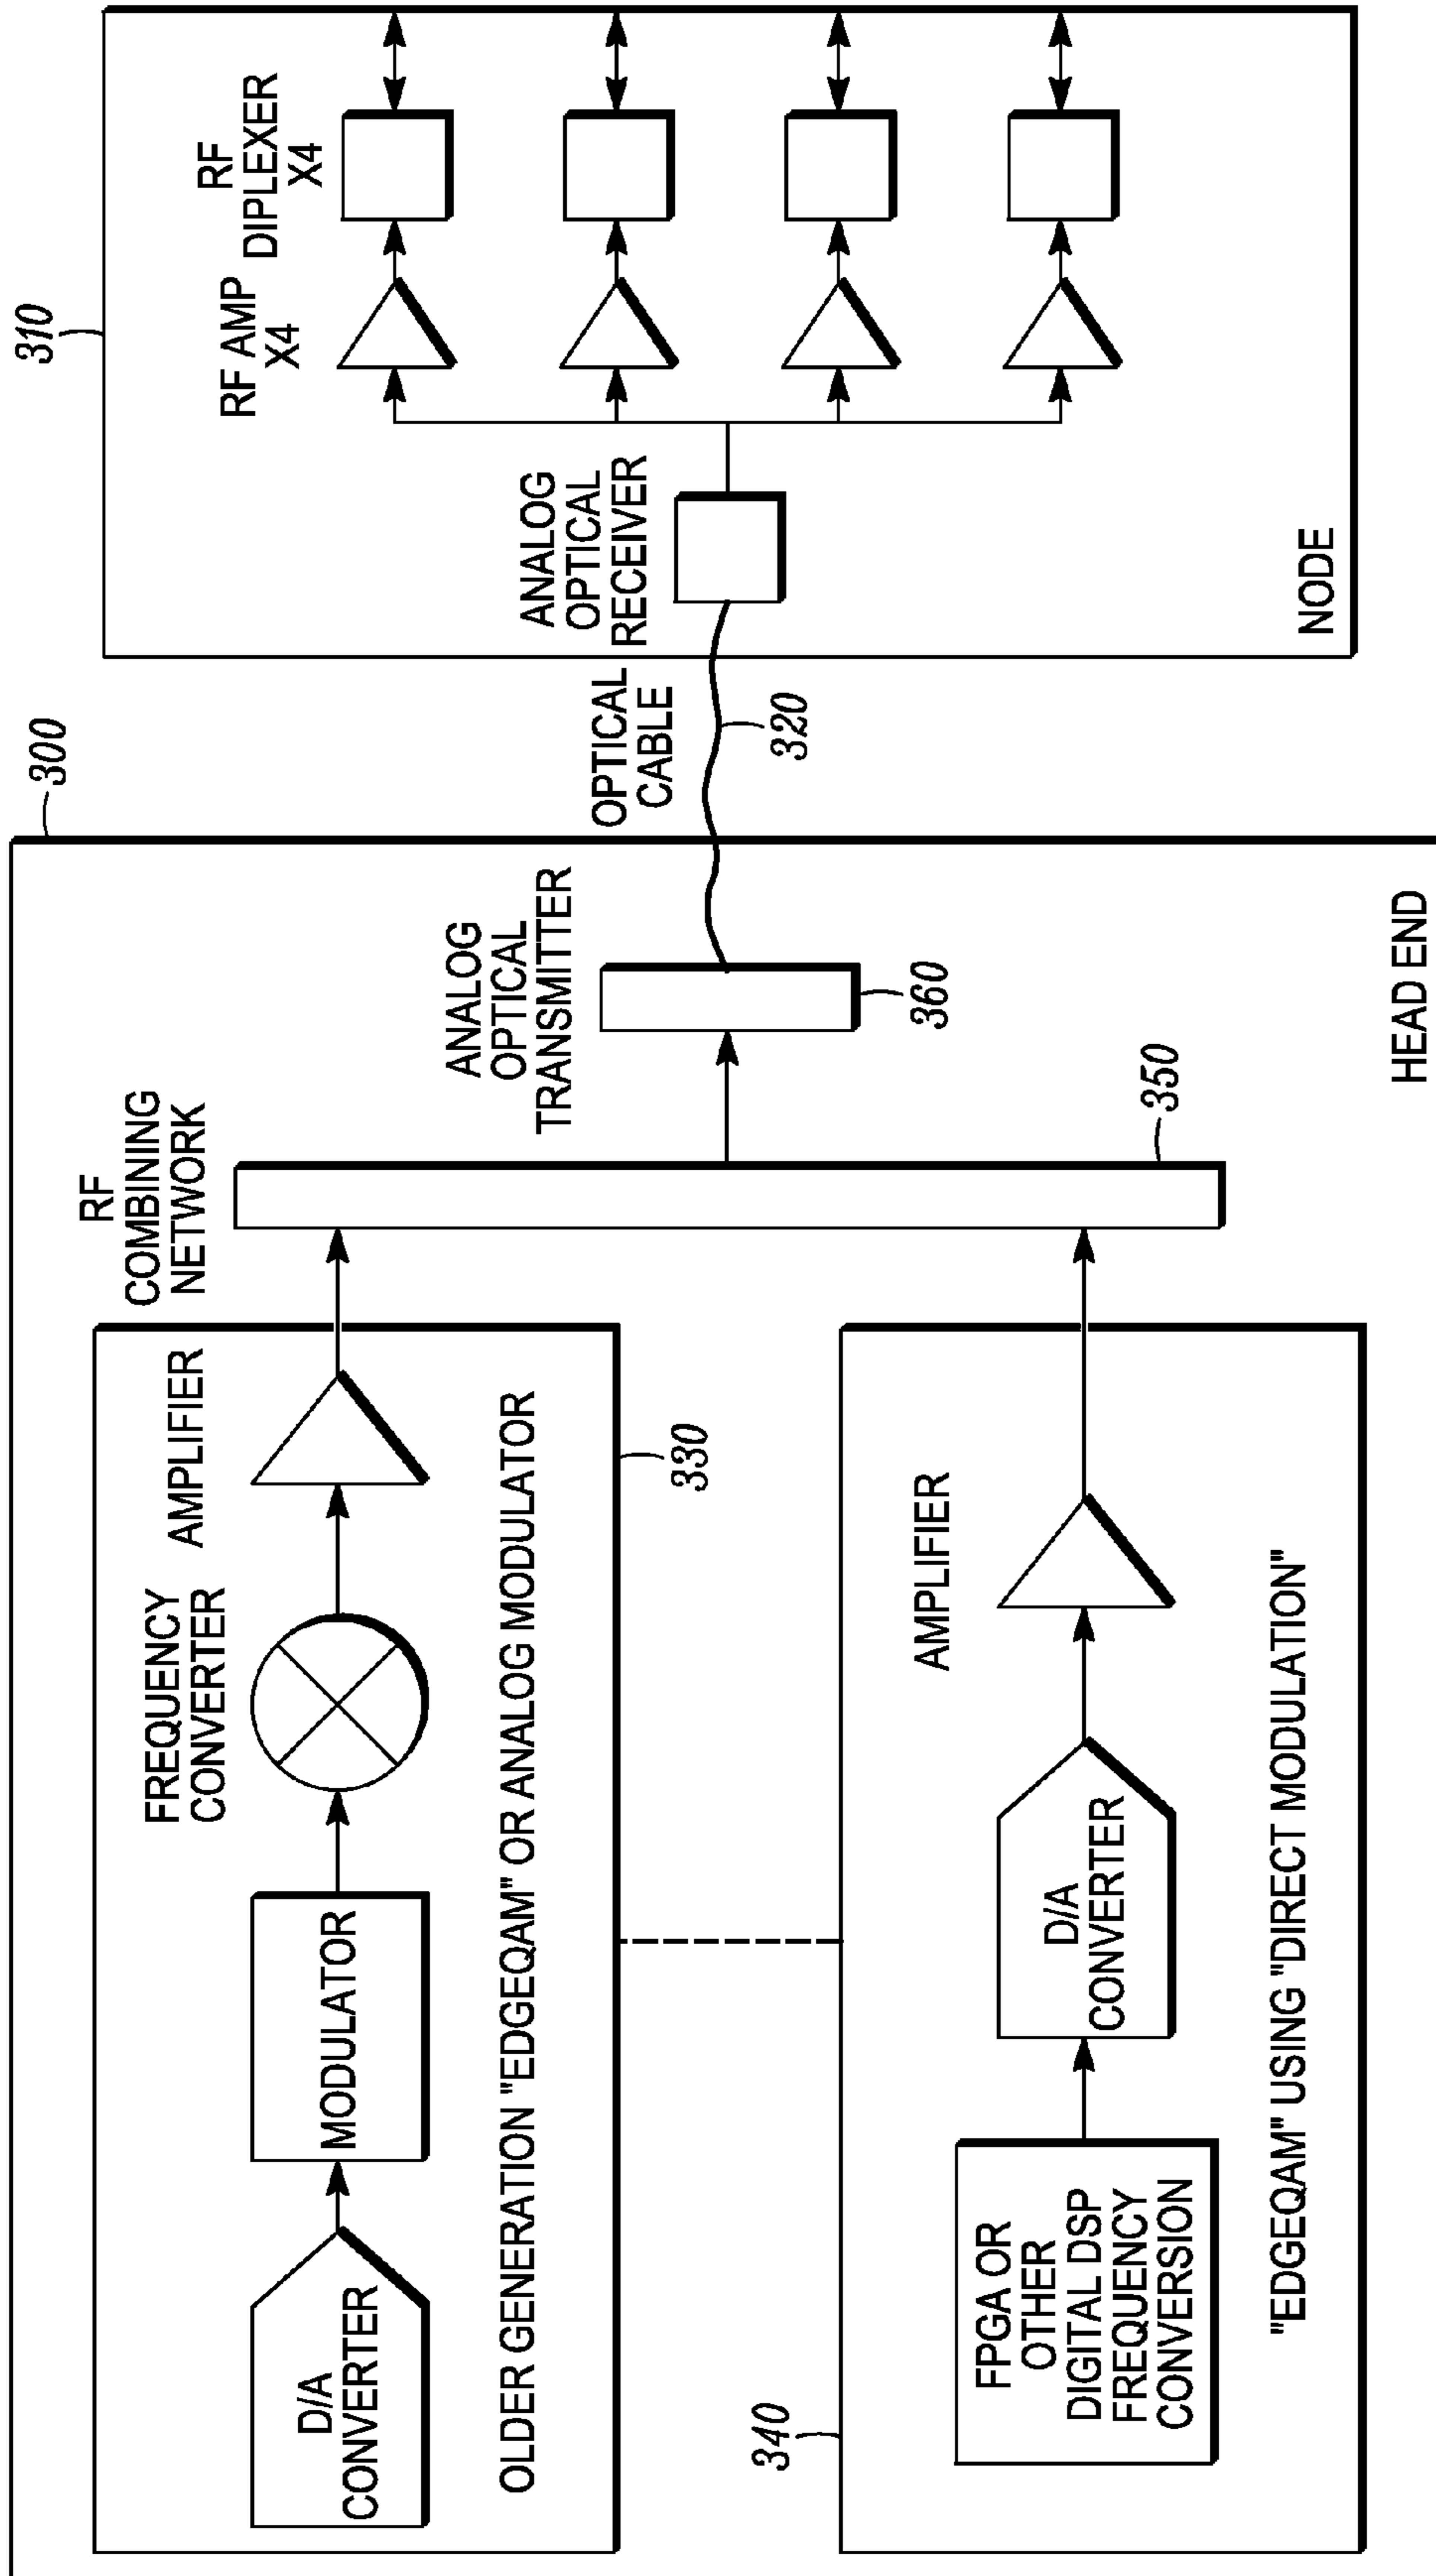 300
310
D/A
CONVERTER
MODULATOR
FREQUENCY
CONVERTER
AMPLIFIER
OLDER GENERATION "EDGEQAM" OR ANALOG MODULATOR
330
RF
COMBINING
NETWORK
350
ANALOG
OPTICAL
TRANSMITTER
360
OPTICAL
CABLE
320
ANALOG
OPTICAL
RECEIVER
RF AMP
X4
RF
DIPLEXER
X4
NODE
340
FPGA OR
OTHER
DIGITAL DSP
FREQUENCY
CONVERSION
D/A
CONVERTER
AMPLIFIER
"EDGEQAM" USING "DIRECT MODULATION"
HEAD END